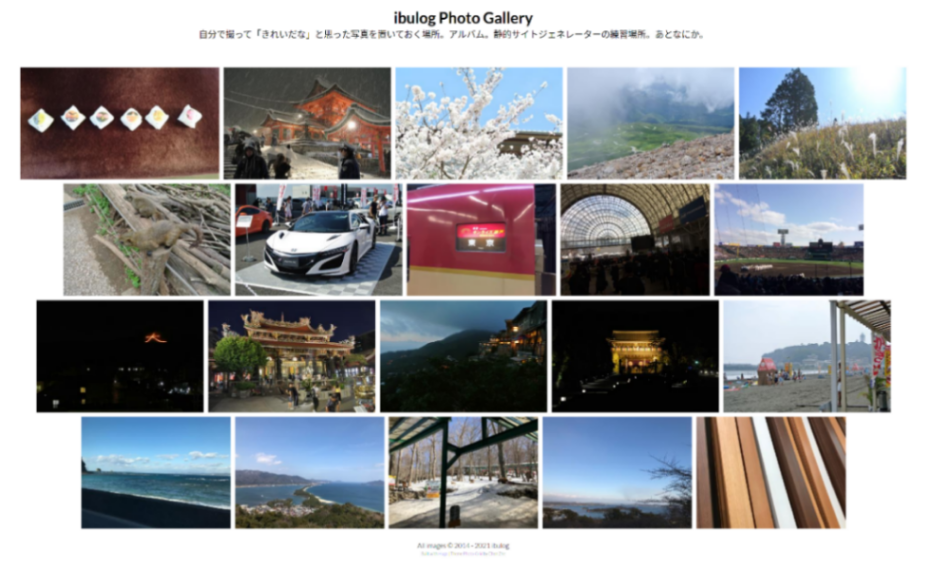 ibulog Photo Gallery
自分で撮って「きれいだな」と思った写真を置いておく場所。アルバム。静的サイトジェネレーターの練習場所。あとなにか。
All images © - 2021 ibulog